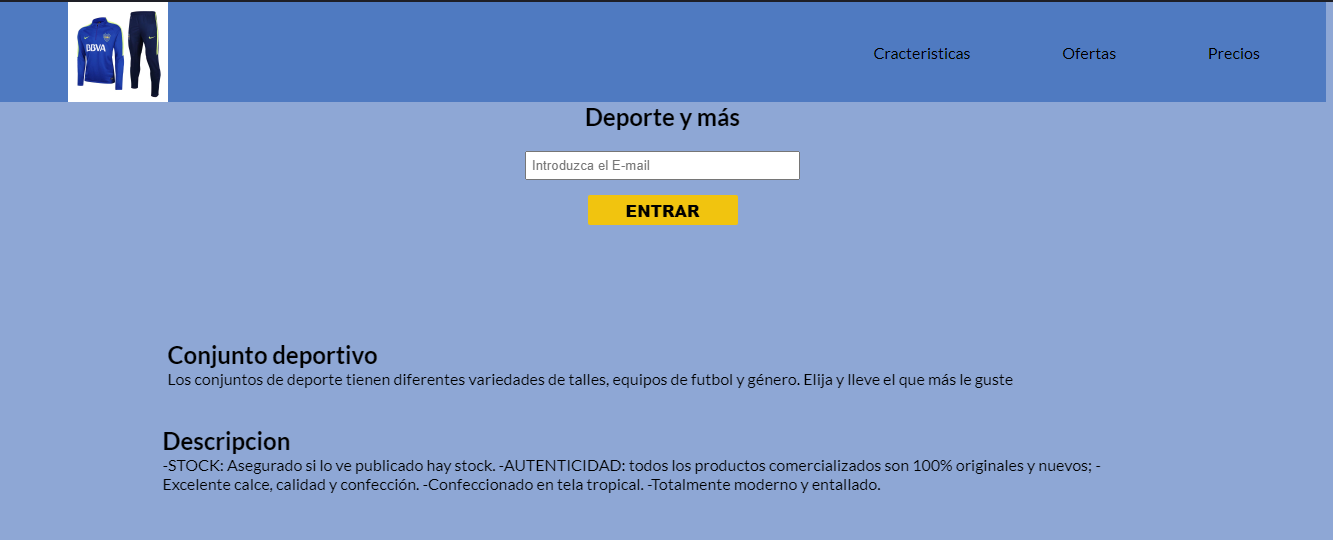 BBVA
Cracteristicas
Ofertas
Precios
Deporte y más
Introduzca el E-mail
ENTRAR
Conjunto deportivo
Los conjuntos de deporte tienen diferentes variedades de talles, equipos de futbol y género. Elija y lleve el que más le guste
Descripcion
-STOCK: Asegurado si lo ve publicado hay stock. -AUTENTICIDAD: todos los productos comercializados son 100% originales y nuevos; -
Excelente calce, calidad y confección. -Confeccionado en tela tropical. -Totalmente moderno y entallado.